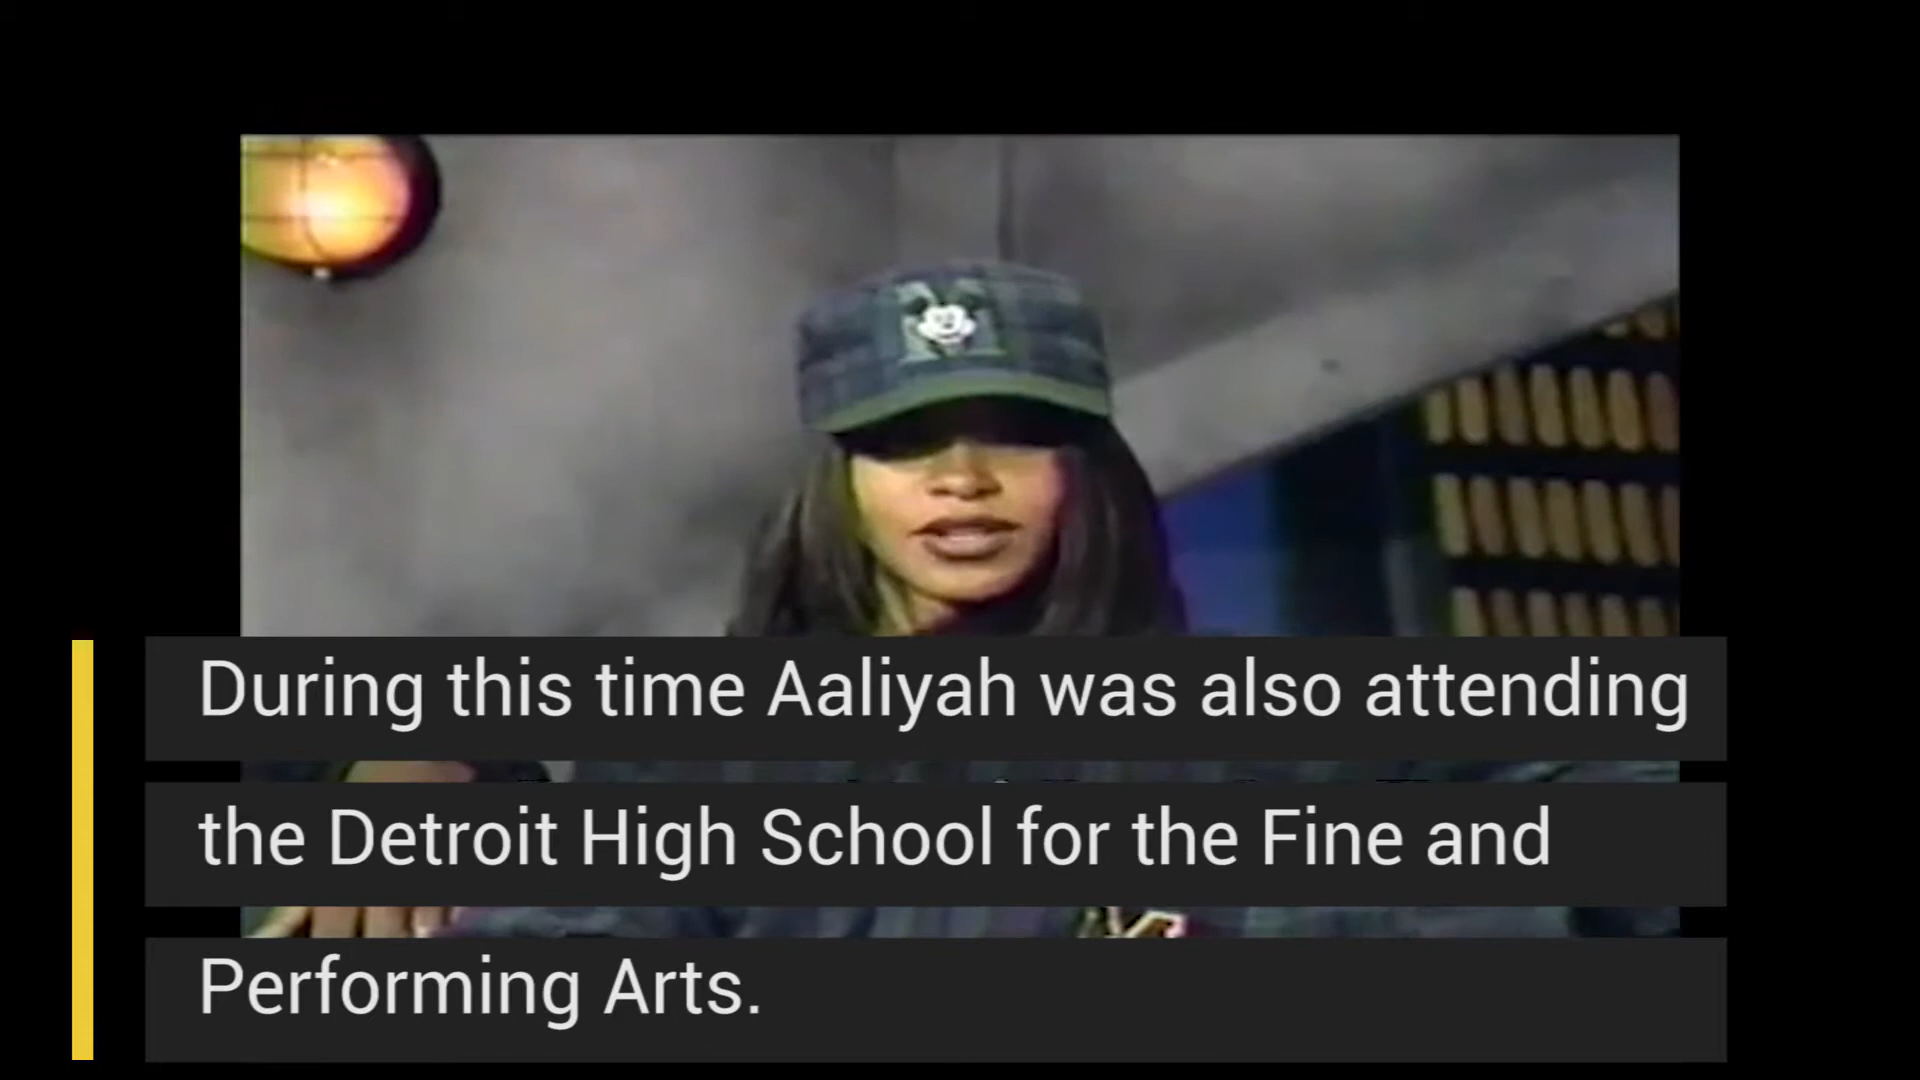 During this time Aaliyah was also attending
the Detroit High School for the Fine and
Performing Arts.